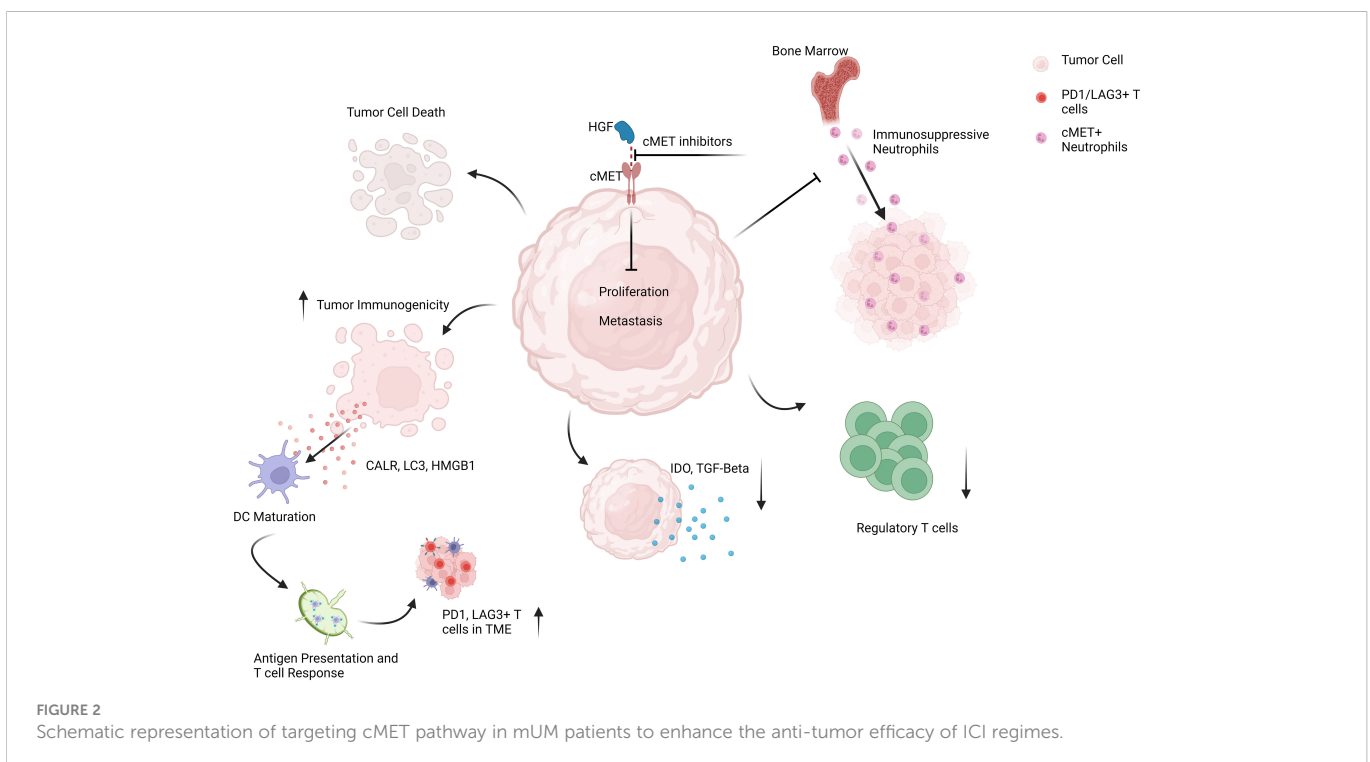 Bone Marrow
Tumor Cell
PD1/LAG3+ T
cells
cMET+
Neutrophils
Tumor Cell Death
HGF
cMET inhibitors
Immunosuppressive
Neutrophils
cMET
Proliferation
Metastasis
Tumor Immunogenicity
CALR, LC3, HMGB1
IDO, TGF-Beta
DC Maturation
Regulatory T cells
PD1, LAG3+ T
cells in TME
Antigen Presentation and
T cell Response
FIGURE 2
Schematic representation of targeting cMET pathway in mUM patients to enhance the anti-tumor efficacy of ICI regimes.